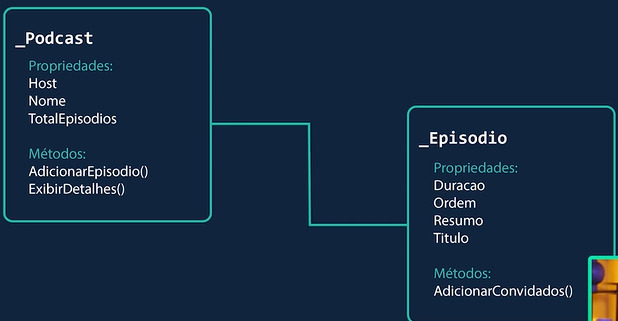 _Podcast
Propriedades:
Host
Nome
TotalEpisodios
Métodos:
AdicionarEpisodio()
ExibirDetalhes()
_Episodio
Propriedades:
Duracao
Ordem
Resumo
Titulo
Métodos:
AdicionarConvidados()